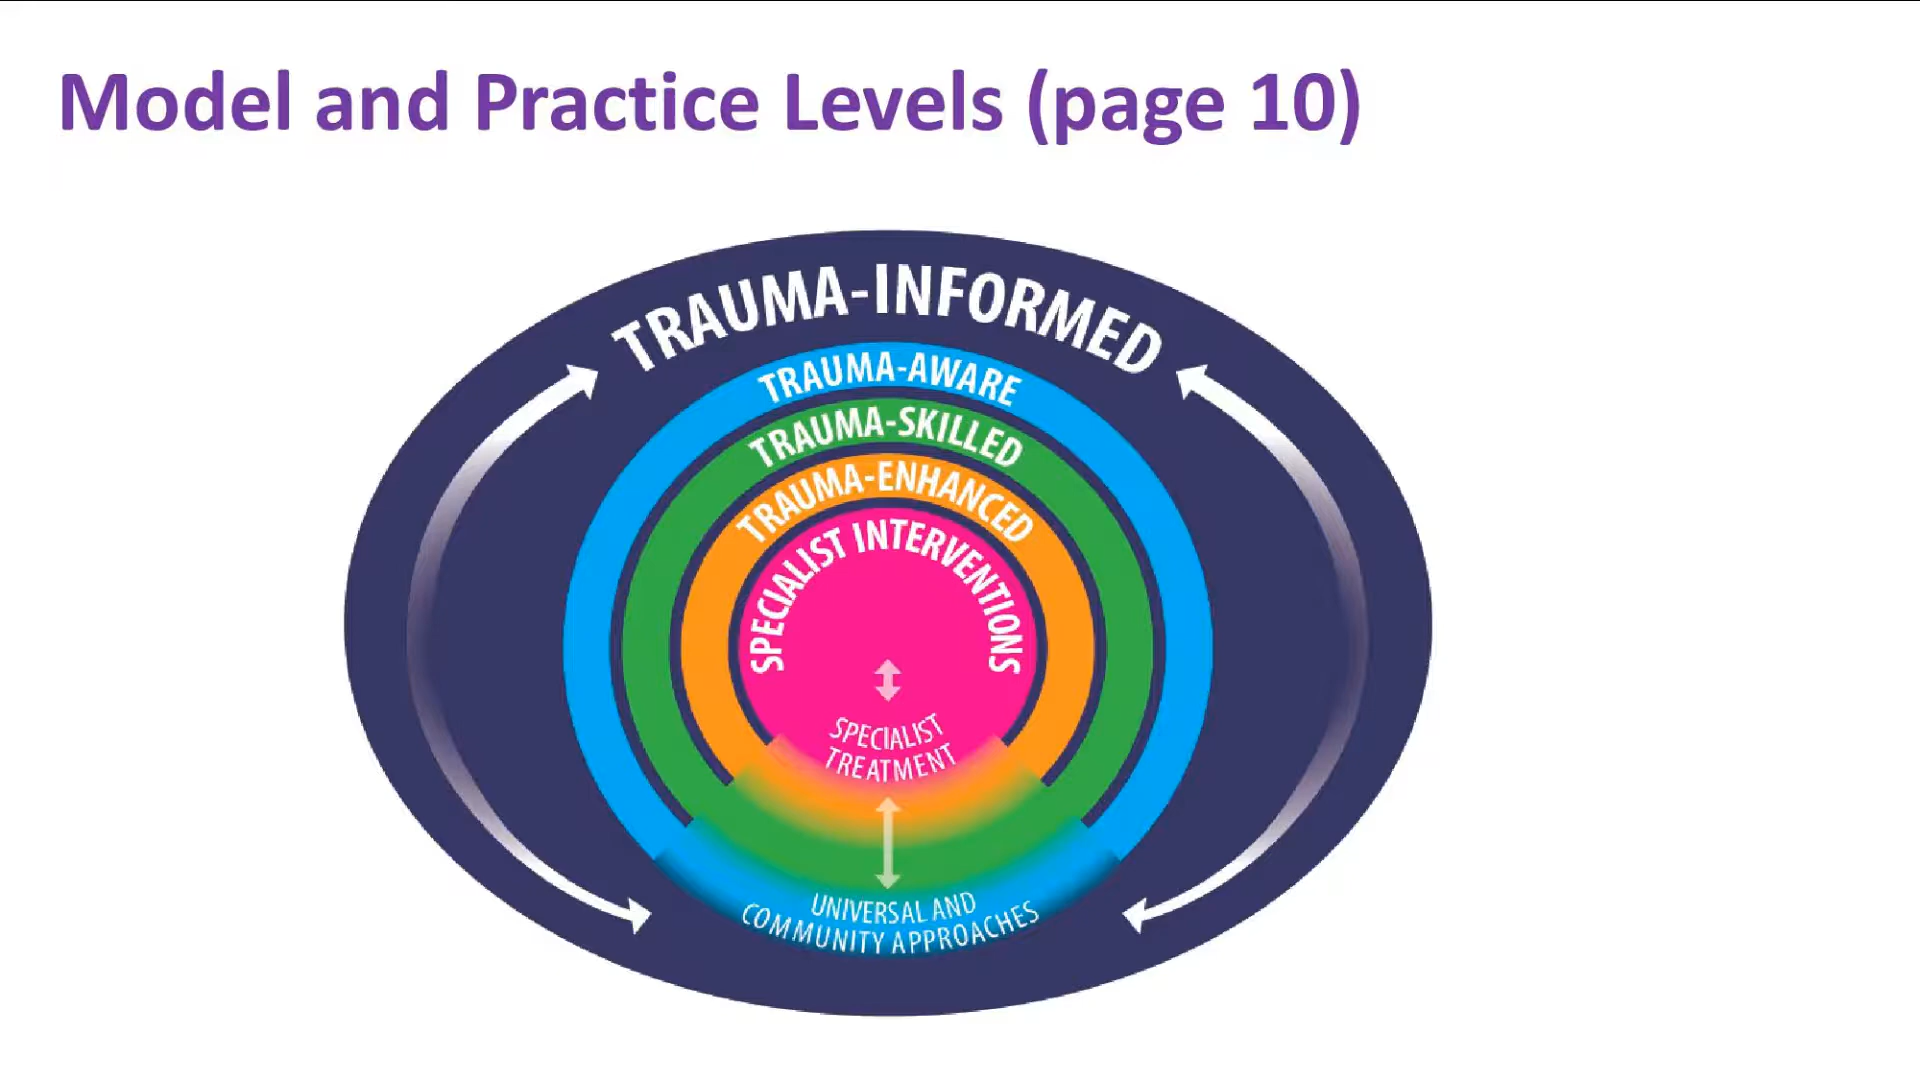 Model and Practice Levels (page 10)
TRAUMA-INFORMED
TRAUMA-AWARE
TRAUMA-SKILLED
TRAUMA-ENHANCED
SPECIALIST INTERVENTIONS
SPECIALIST
TREATMENT
UNIVERSAL AND
COMMUNITY APPROACHES